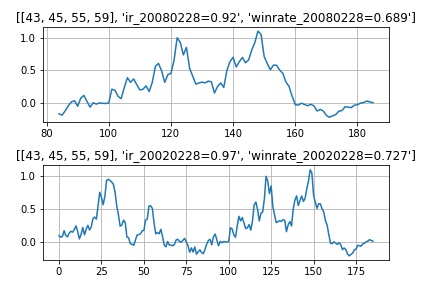 [[43, 45, 55, 59], 'ir_20080228=0.92', 'winrate_20080228=0.689']
1.0
0.5
0.0
80 100 120 140 160 180
[[43, 45, 55, 59], 'ir_20020228=0.97', 'winrate_20020228=0.727']
1.0
0.5
0.0
0 25 50 75 100 125 150 175